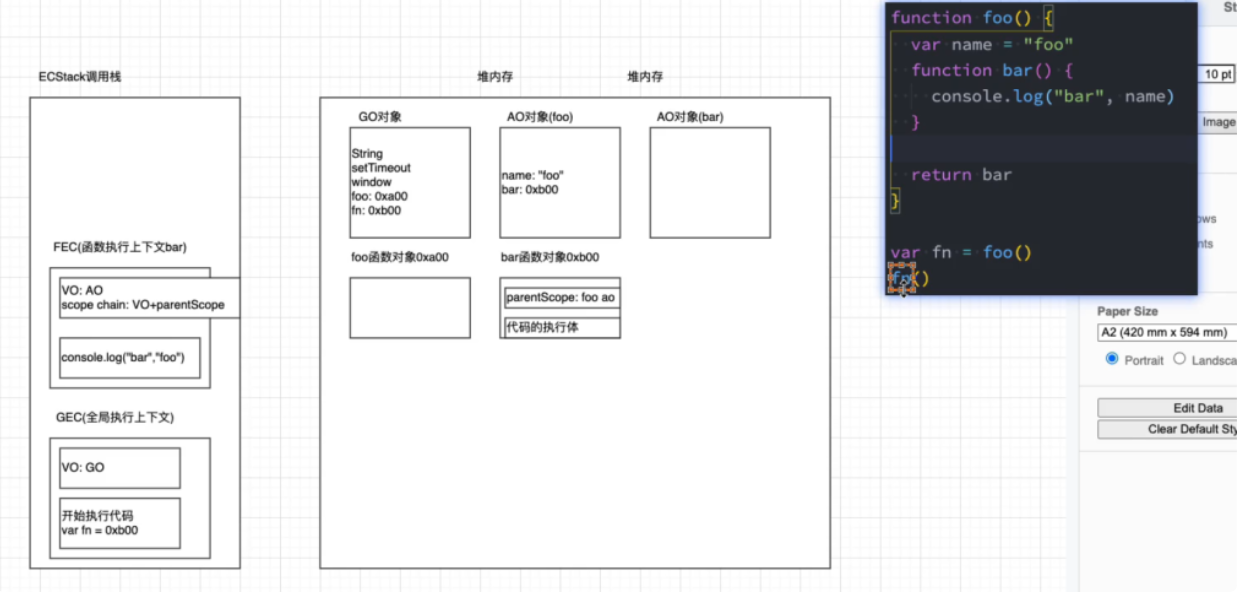 ECStack调用栈
堆内存
堆内存
GO对象
String
setTimeout
window
foo: 0xa00
fn: 0xb00
AO对象(foo)
name: "foo"
bar: 0xb00
AO对象(bar)
foo函数对象0xa00
bar函数对象0xb00
parentScope: foo ao
代码的执行体
FEC(函数执行上下文bar)
VO: AO
scope chain: VO+parentScope
console.log("bar","foo")
GEC(全局执行上下文)
VO: GO
开始执行代码
var fn = 0xb00
function foo() {
var name = "foo"
function bar() {
console.log("bar", name)
}
return bar
}
var fn = foo()
fn()
10 pt
Image
Paper Size
A2 (420 mm x 594 mm)
Portrait
Edit Data